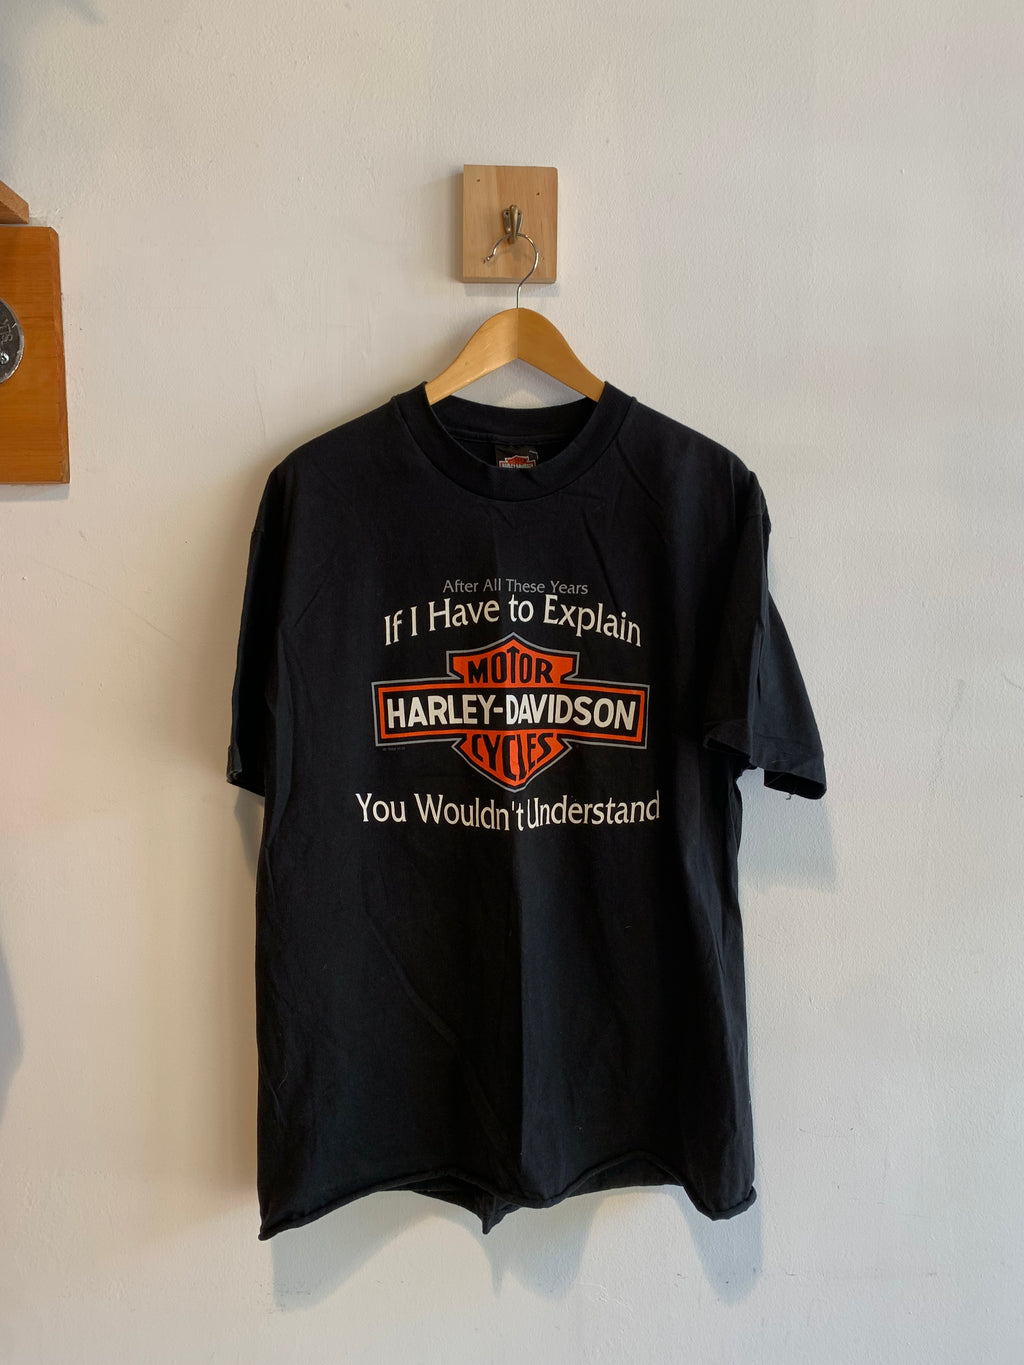 After All These Years
If I Have to Explain
MOTOR
HARLEY-DAVIDSON
CYCLES
You Wouldn't Understand